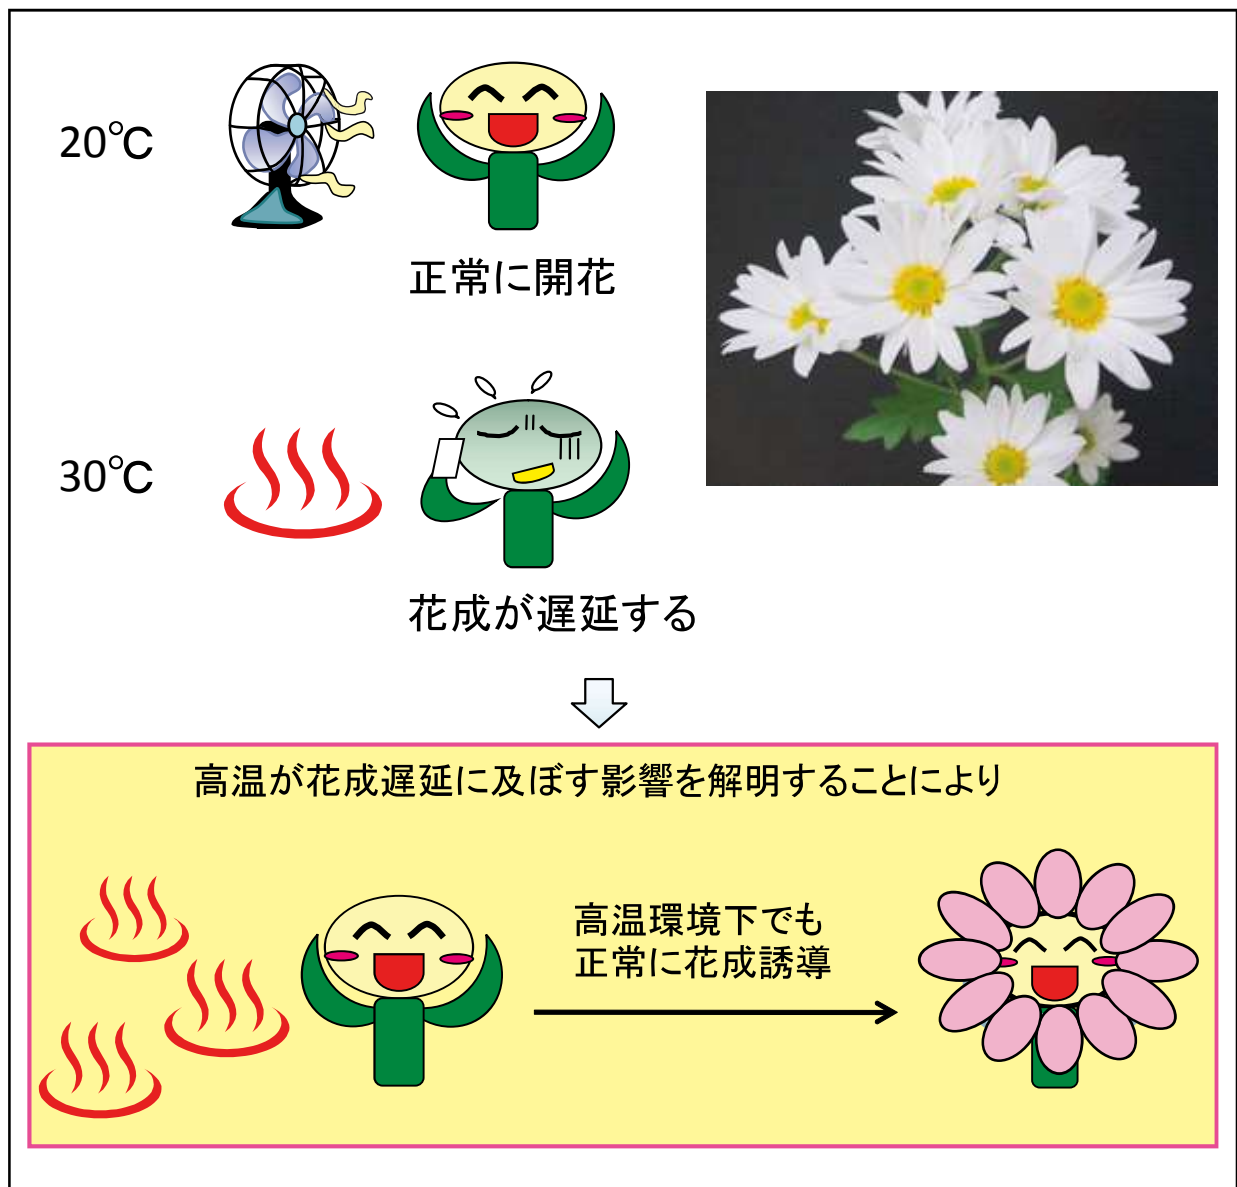 20℃
正常に開花
30℃
花成が遅延する
高温が花成遅延に及ぼす影響を解明することにより
高温環境下でも
正常に花成誘導